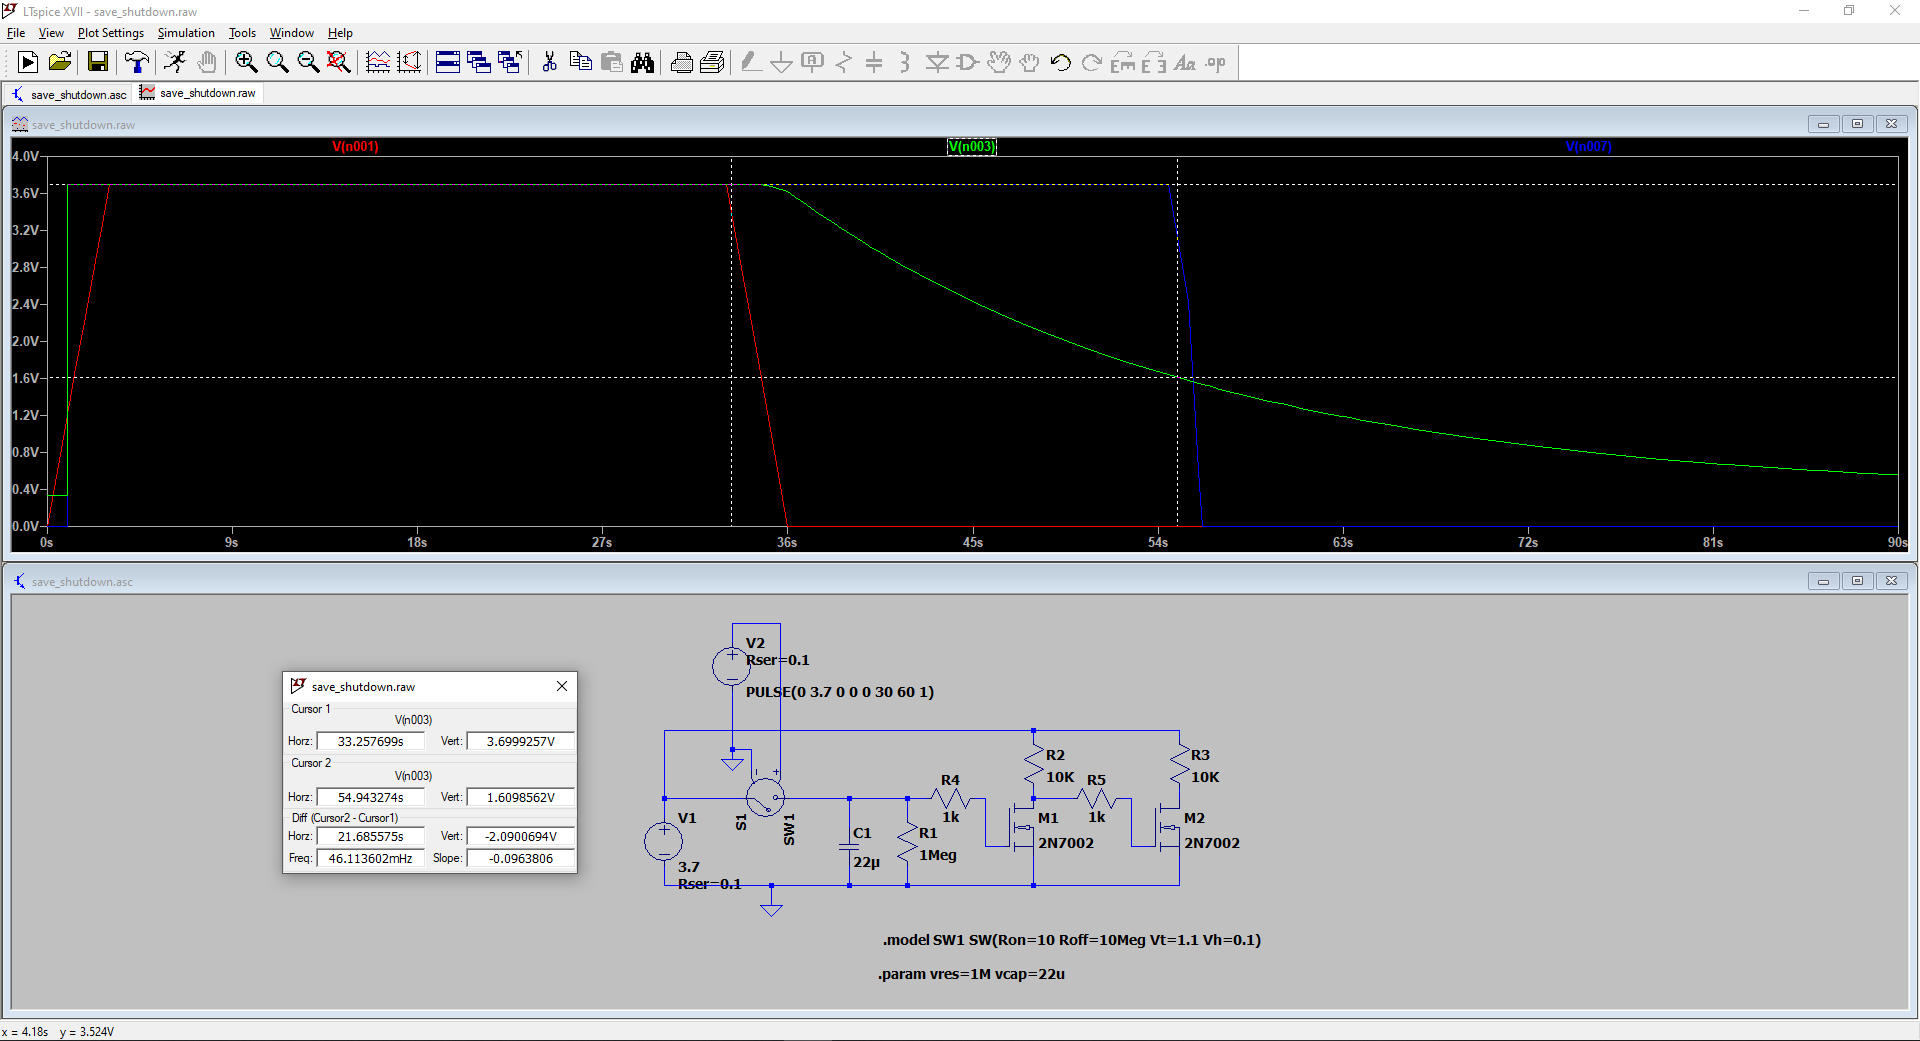 LTspice XVII - save_shutdown.raw
File View Plot Settings Simulation Tools Window Help
save_shutdown.asc save_shutdown.raw
save_shutdown.raw
V(n001) V(n003) V(n007)
4.0V
3.6V
3.2V
2.8V
2.4V
2.0V
1.6V
1.2V
0.8V
0.4V
0.0V
0s 9s 18s 27s 36s 45s 54s 63s 72s 81s 90s
save_shutdown.asc
V2
Rser=0.1
PULSE(0 3.7 0 0 0 30 60 1)
save_shutdown.raw
Cursor 1
V(n003)
Horz: 33.257699s Vert: 3.6999257V
Cursor 2
V(n003)
Horz: 54.943274s Vert: 1.6098562V
Diff (Cursor2 - Cursor1)
Horz: 21.685575s Vert: -2.0900694V
Freq: 46.113602mHz Slope: -0.0963806
R2
10K
R3
10K
R4
1k
R5
1k
S1
SW1
V1
3.7
Rser=0.1
C1
22µ
R1
1Meg
M1
2N7002
M2
2N7002
.model SW1 SW(Ron=10 Roff=10Meg Vt=1.1 Vh=0.1)
.param vres=1M vcap=22u
x = 4.18s y = 3.524V